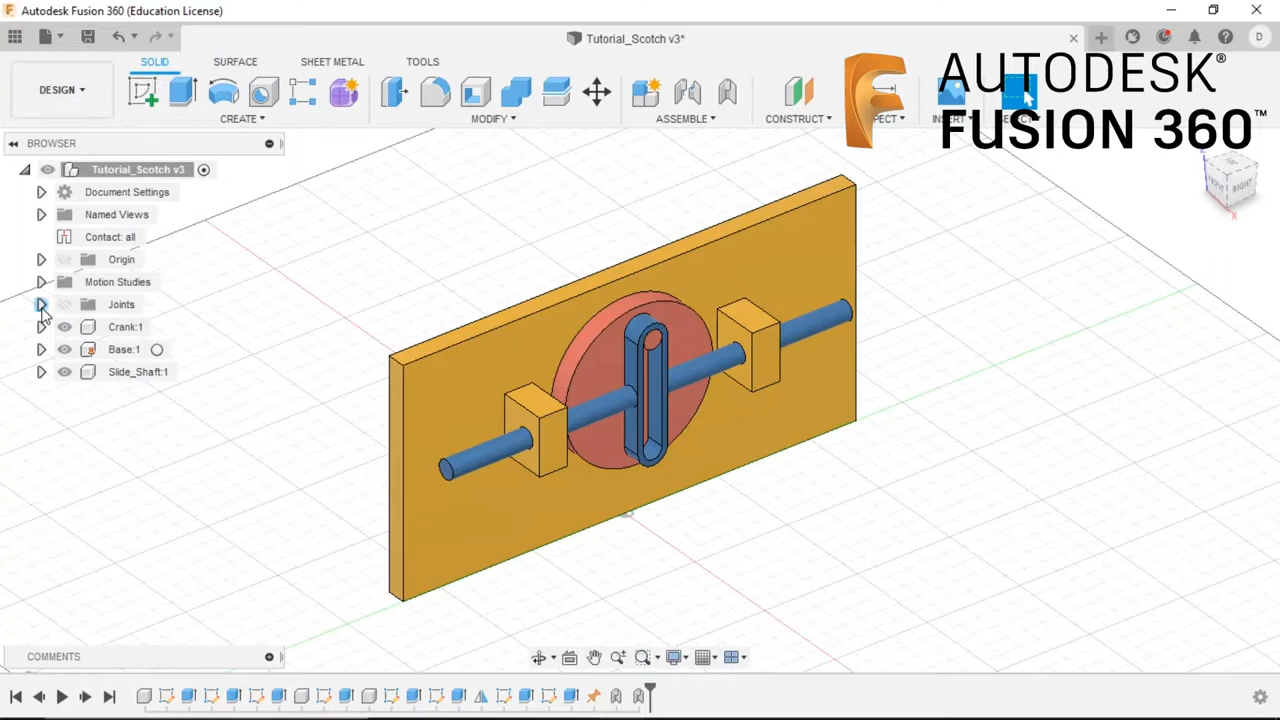 Autodesk Fusion 360 (Education License)
Tutorial_Scotch v3*
D
SOLID
SURFACE
SHEET METAL
TOOLS
DESIGN
CREATE
MODIFY
ASSEMBLE
CONSTRUCT
AUTODESK®
FUSION 360™
BROWSER
Tutorial_Scotch v3
Document Settings
Named Views
Contact: all
Origin
Motion Studies
Joints
Crank:1
Base:1
Slide_Shaft:1
RIGHT
X
COMMENTS